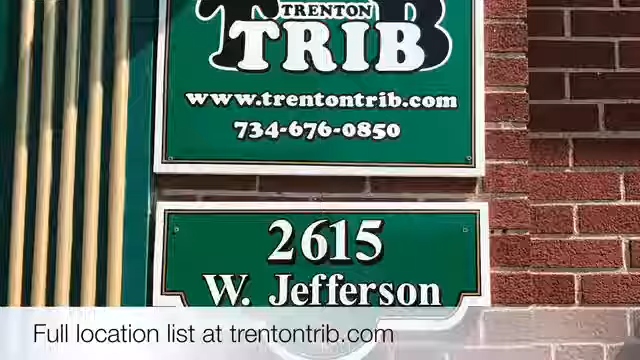 TRENTON
TRIB
www.trentontrib.com
734-676-0850
2615
W. Jefferson
Full location list at trentontrib.com